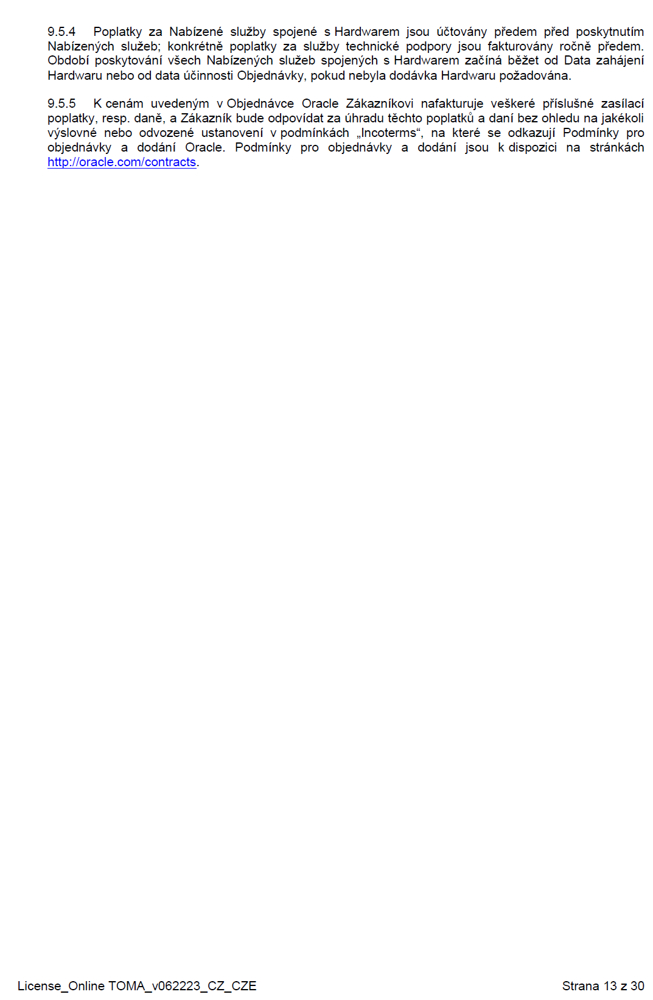 9.5.4 Poplatky za Nabízené služby spojené s Hardwarem jsou účtovány předem před poskytnutím
Nabízených služeb; konkrétně poplatky za služby technické podpory jsou fakturovány ročně předem.
Období poskytování všech Nabízených služeb spojených s Hardwarem začíná běžet od Data zahájení
Hardwaru nebo od data účinnosti Objednávky, pokud nebyla dodávka Hardwaru požadována.
9.5.5 K cenám uvedeným v Objednávce Oracle Zákazníkovi nafakturuje veškeré příslušné zasílací
poplatky, resp. daně, a Zákazník bude odpovídat za úhradu těchto poplatků a daní bez ohledu na jakékoli
výslovné nebo odvozené ustanovení v podmínkách „Incoterms“, na které se odkazují Podmínky pro
objednávky a dodání Oracle. Podmínky pro objednávky a dodání jsou k dispozici na stránkách
http://oracle.com/contracts.
License_Online TOMA_v062223_CZ_CZE
Strana 13 z 30